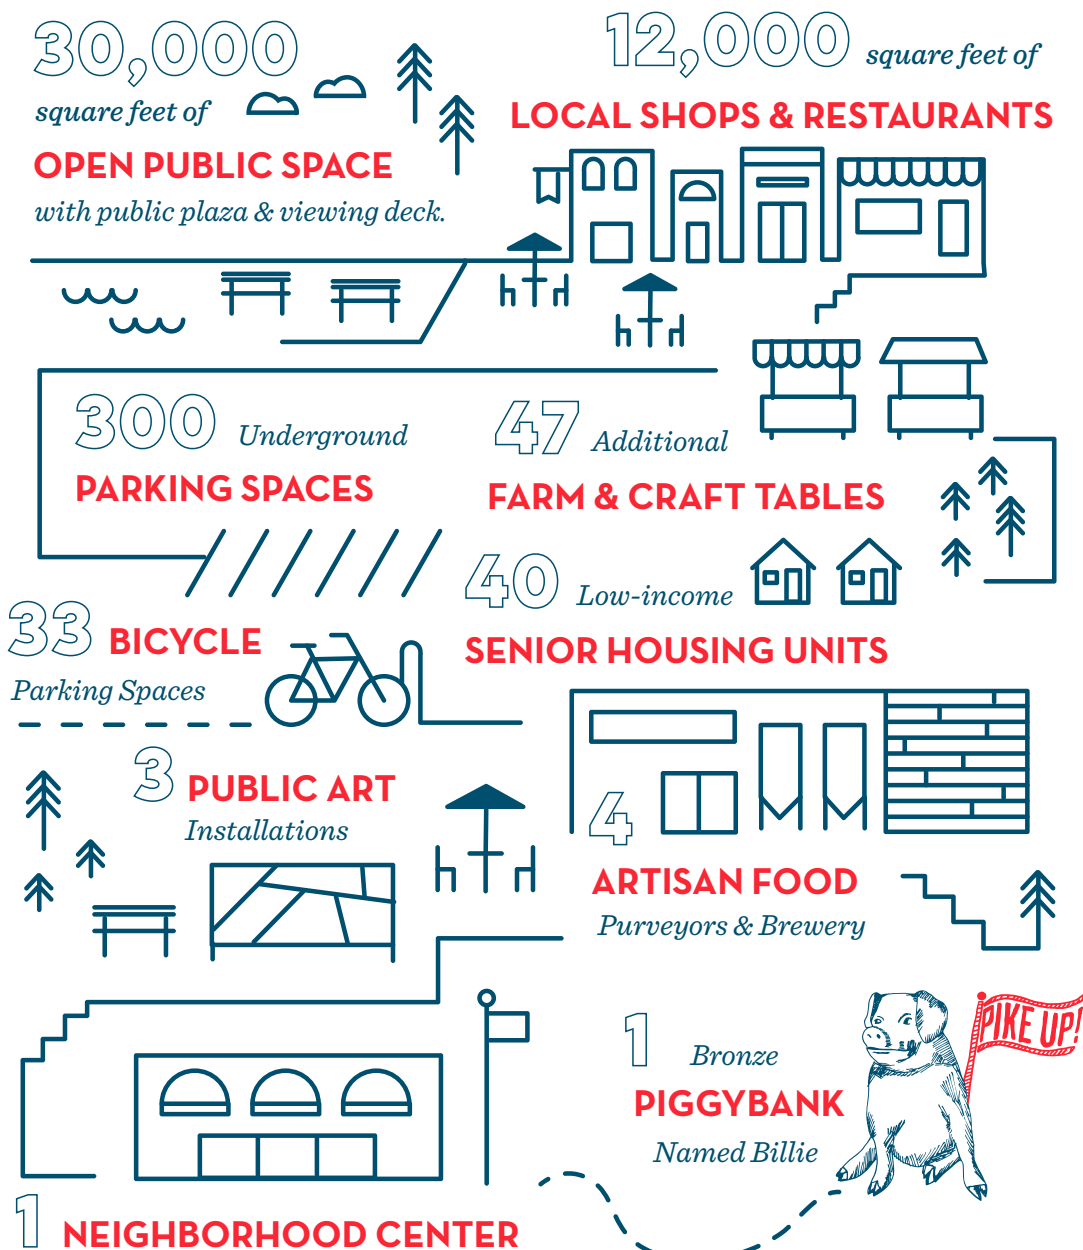 30,000
square feet of
OPEN PUBLIC SPACE
with public plaza & viewing deck.
12,000 square feet of
LOCAL SHOPS & RESTAURANTS
300 Underground
PARKING SPACES
47 Additional
FARM & CRAFT TABLES
40 Low-income
SENIOR HOUSING UNITS
33 BICYCLE
Parking Spaces
3 PUBLIC ART
Installations
4
ARTISAN FOOD
Purveyors & Brewery
1 Bronze
PIGGYBANK
Named Billie
PIKE UP!
1 NEIGHBORHOOD CENTER